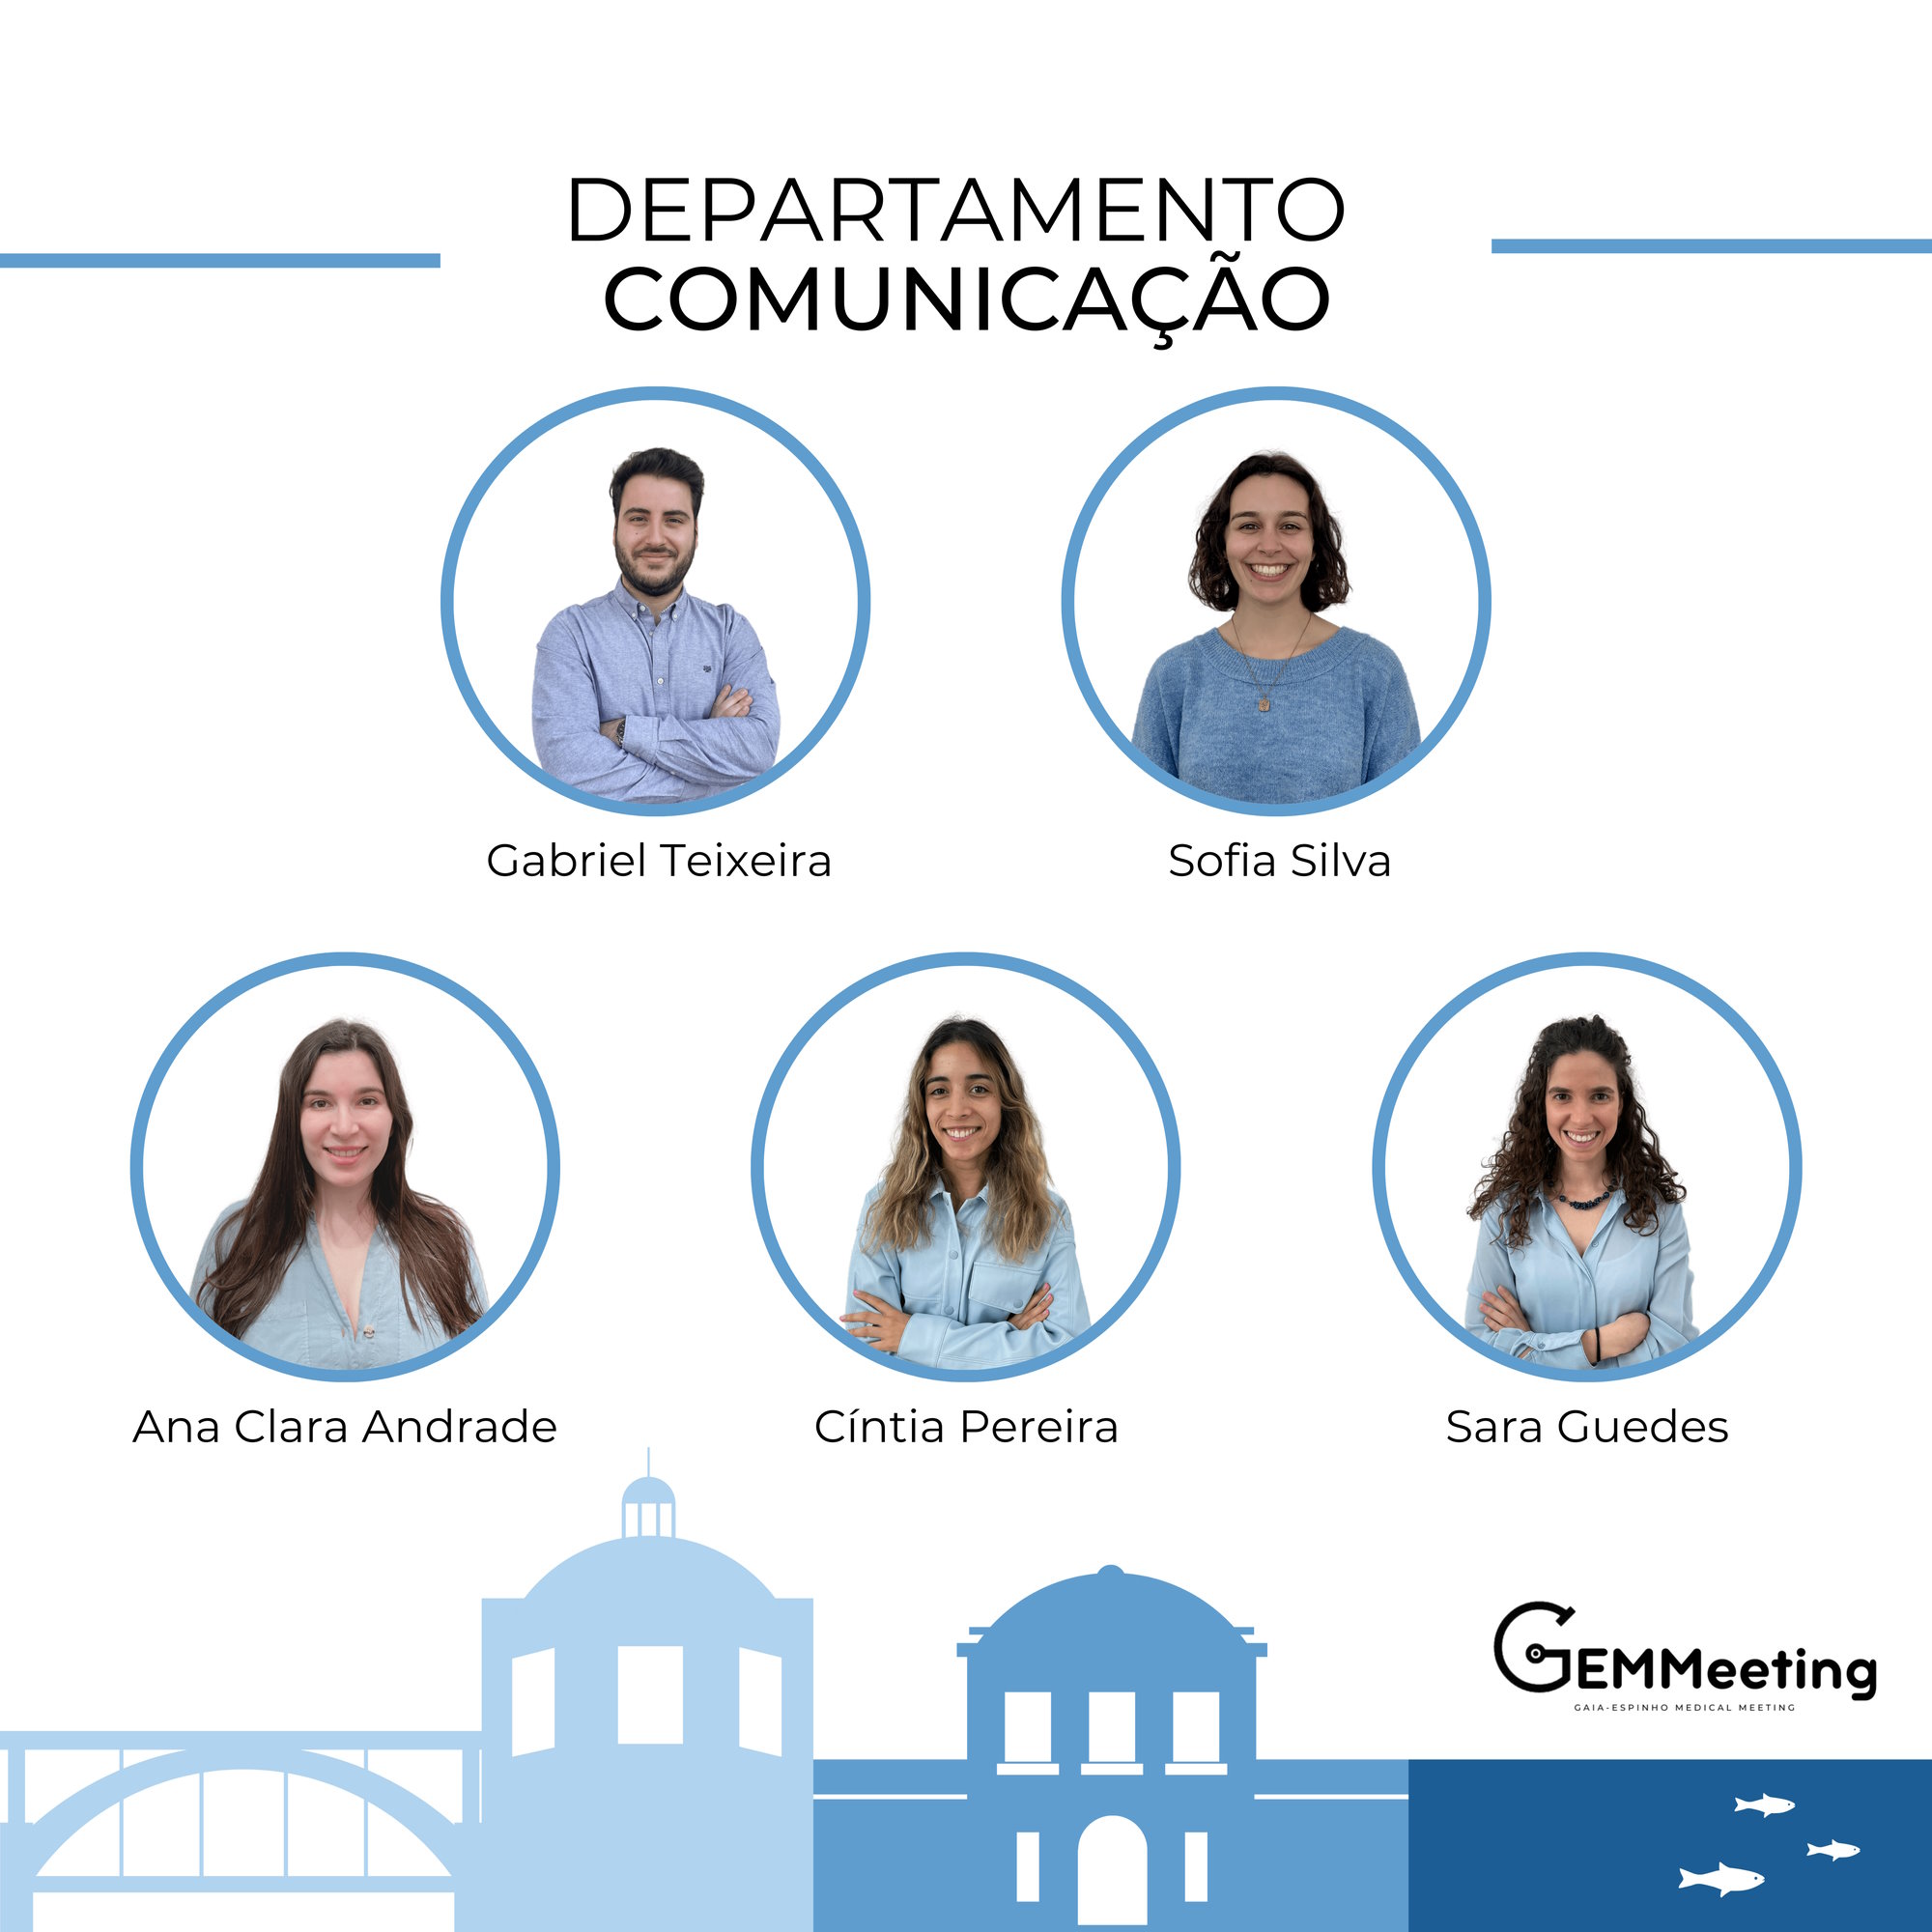 DEPARTAMENTO
COMUNICAÇÃO
Gabriel Teixeira
Sofia Silva
Ana Clara Andrade
Cíntia Pereira
Sara Guedes
GEMMeeting
GAIA-ESPINHO MEDICAL MEETING